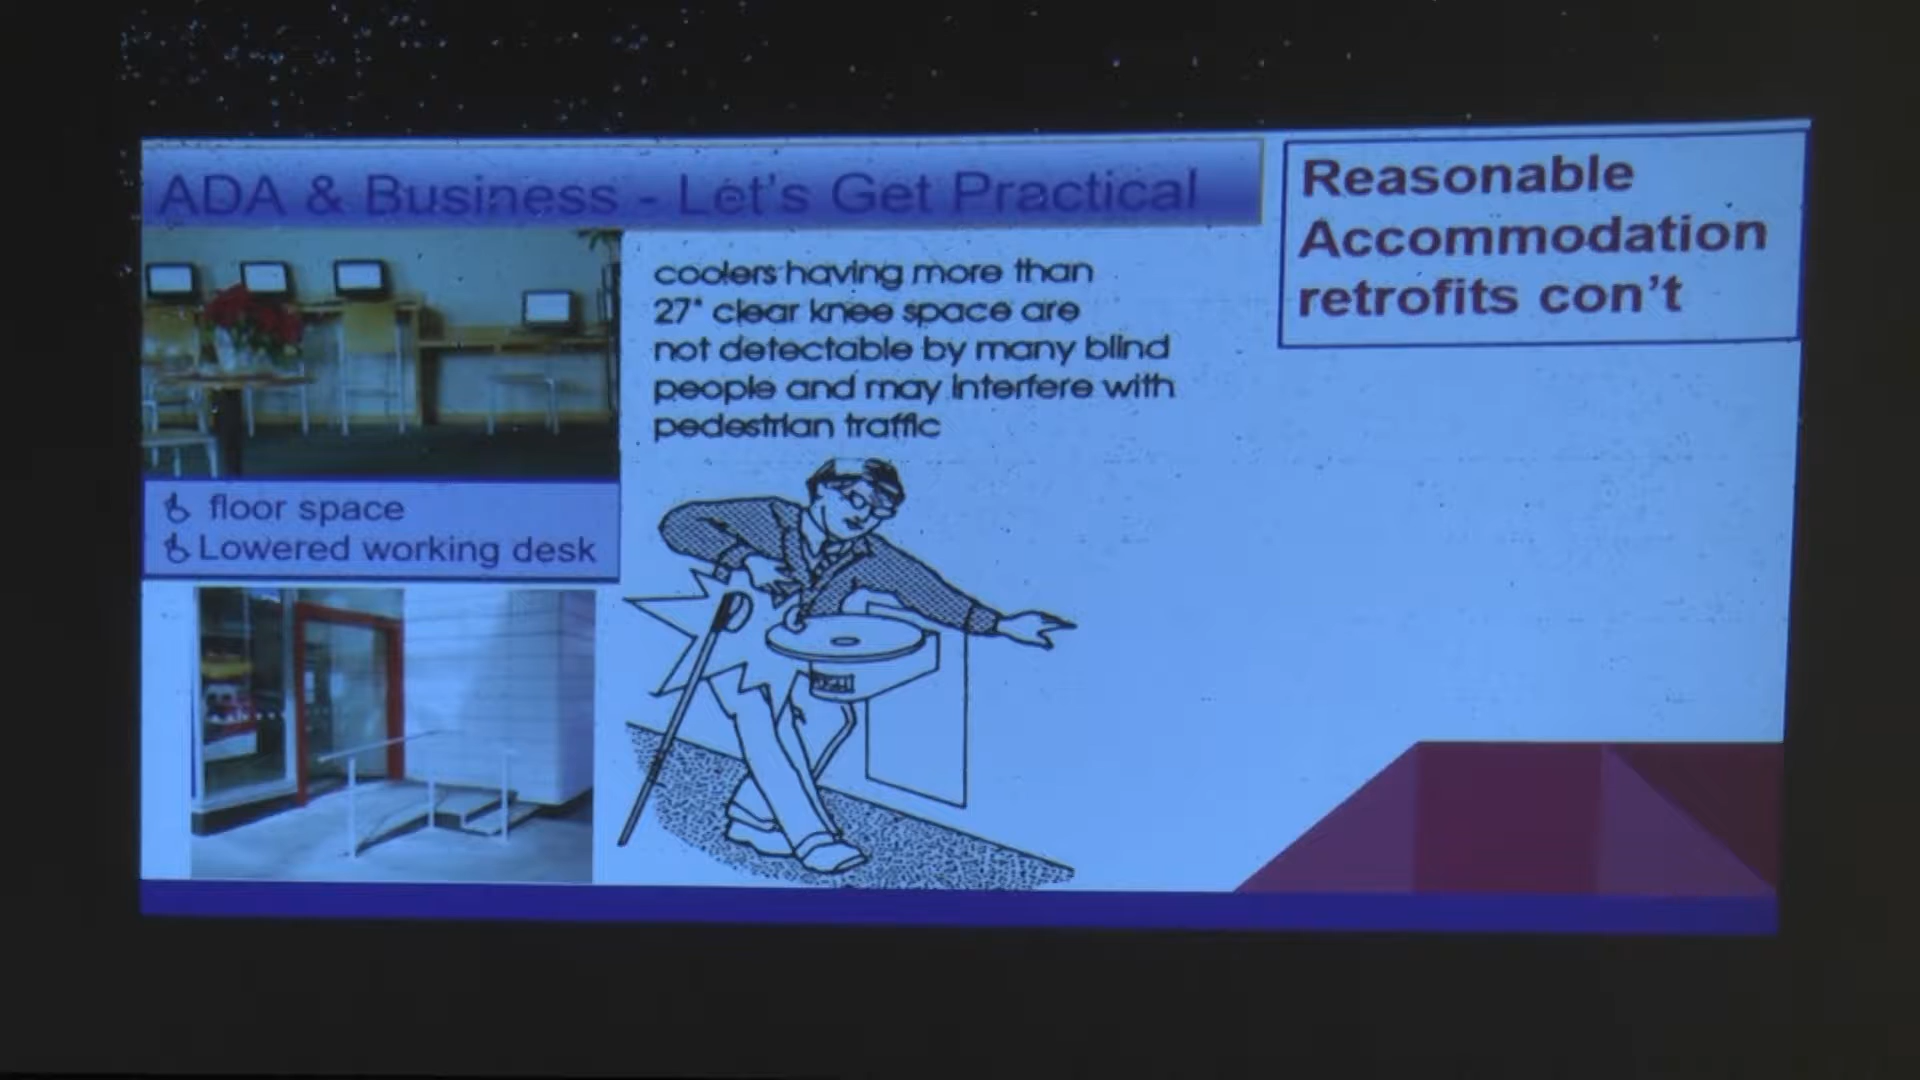 ADA & Business - Let's Get Practical
Reasonable
Accommodation
retrofits con't
coolers having more than
27" clear knee space are
not detectable by many blind
people and may interfere with
pedestrian traffic
floor space
Lowered working desk